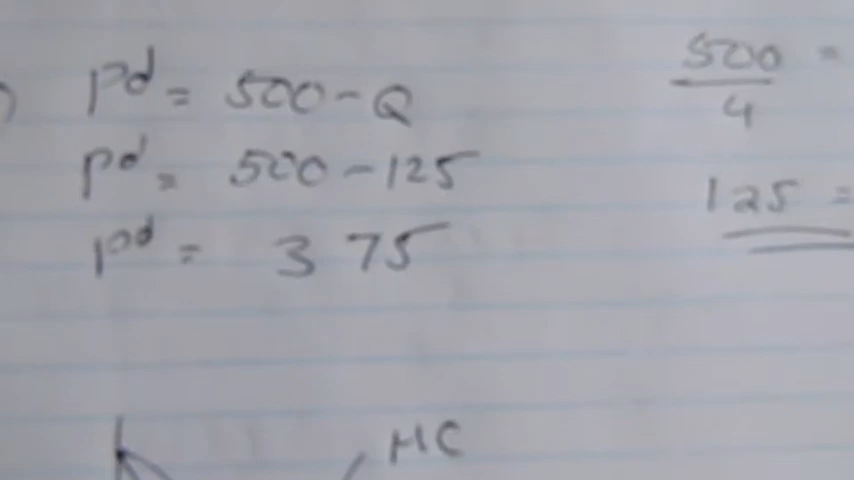 ) Pd = 500 - Q
Pd = 500 - 125
Pd = 375
500 =
4
125 =
MC